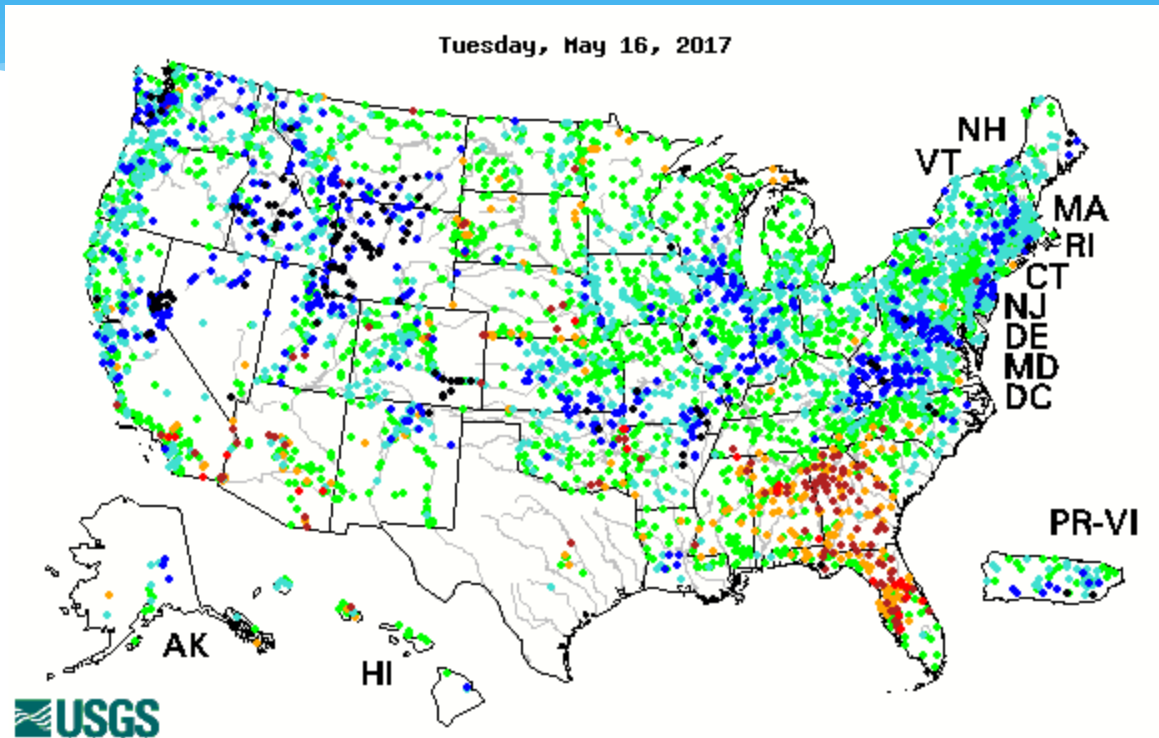 Tuesday, May 16, 2017
NH
VT
MA
RI
CT
NJ
DE
MD
DC
PR-VI
AK
HI
USGS